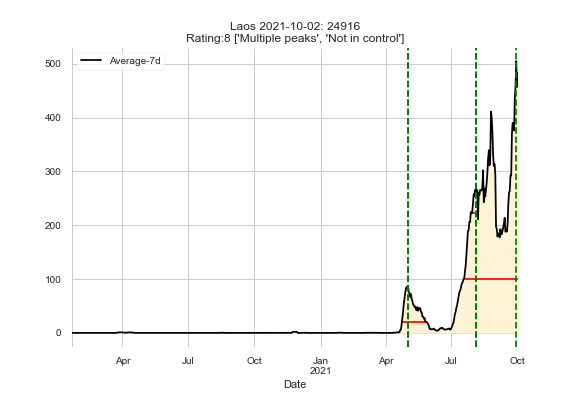 Laos 2021-10-02: 24916
Rating:8 ['Multiple peaks', 'Not in control']
Average-7d
500
400
300
200
100
0
Apr
Jul
Oct
Jan
2021
Apr
Jul
Oct
Date